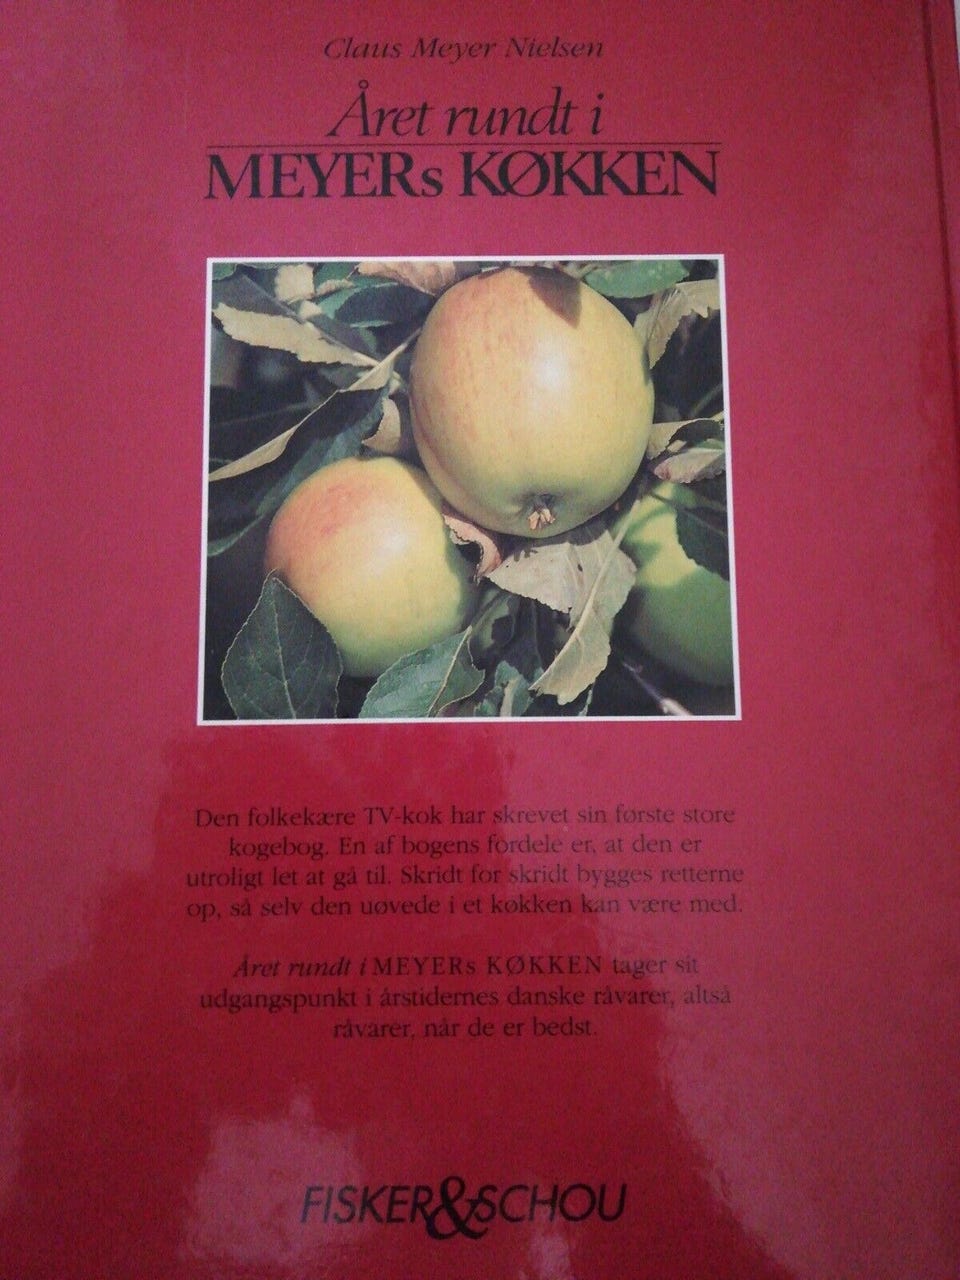 Claus Meyer Nielsen
Året rundt i
MEYERs KØKKEN
Den folkekære TV-kok har skrevet sin første store
kogebog. En af bogens fordele er, at den er
utroligt let at gå til. Skridt for skridt bygges retterne
op, så selv den uøvede i et køkken kan være med.
Året rundt i MEYERs KØKKEN tager sit
udgangspunkt i årstidernes danske råvarer, altså
råvarer, når de er bedst.
FISKER&SCHOU